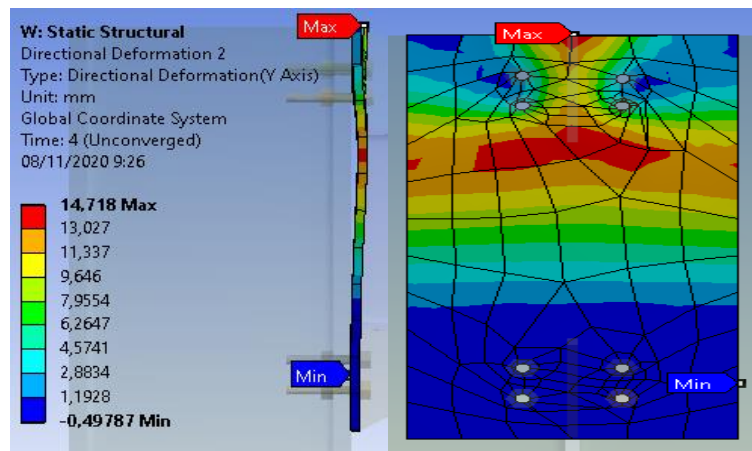 W: Static Structural
Directional Deformation 2
Type: Directional Deformation(Y Axis)
Unit: mm
Global Coordinate System
Time: 4 (Unconverged)
08/11/2020 9:26
14,718 Max
13,027
11,337
9,646
7,9554
6,2647
4,5741
2,8834
1,1928
-0,49787 Min
Max
Min
Max
Min